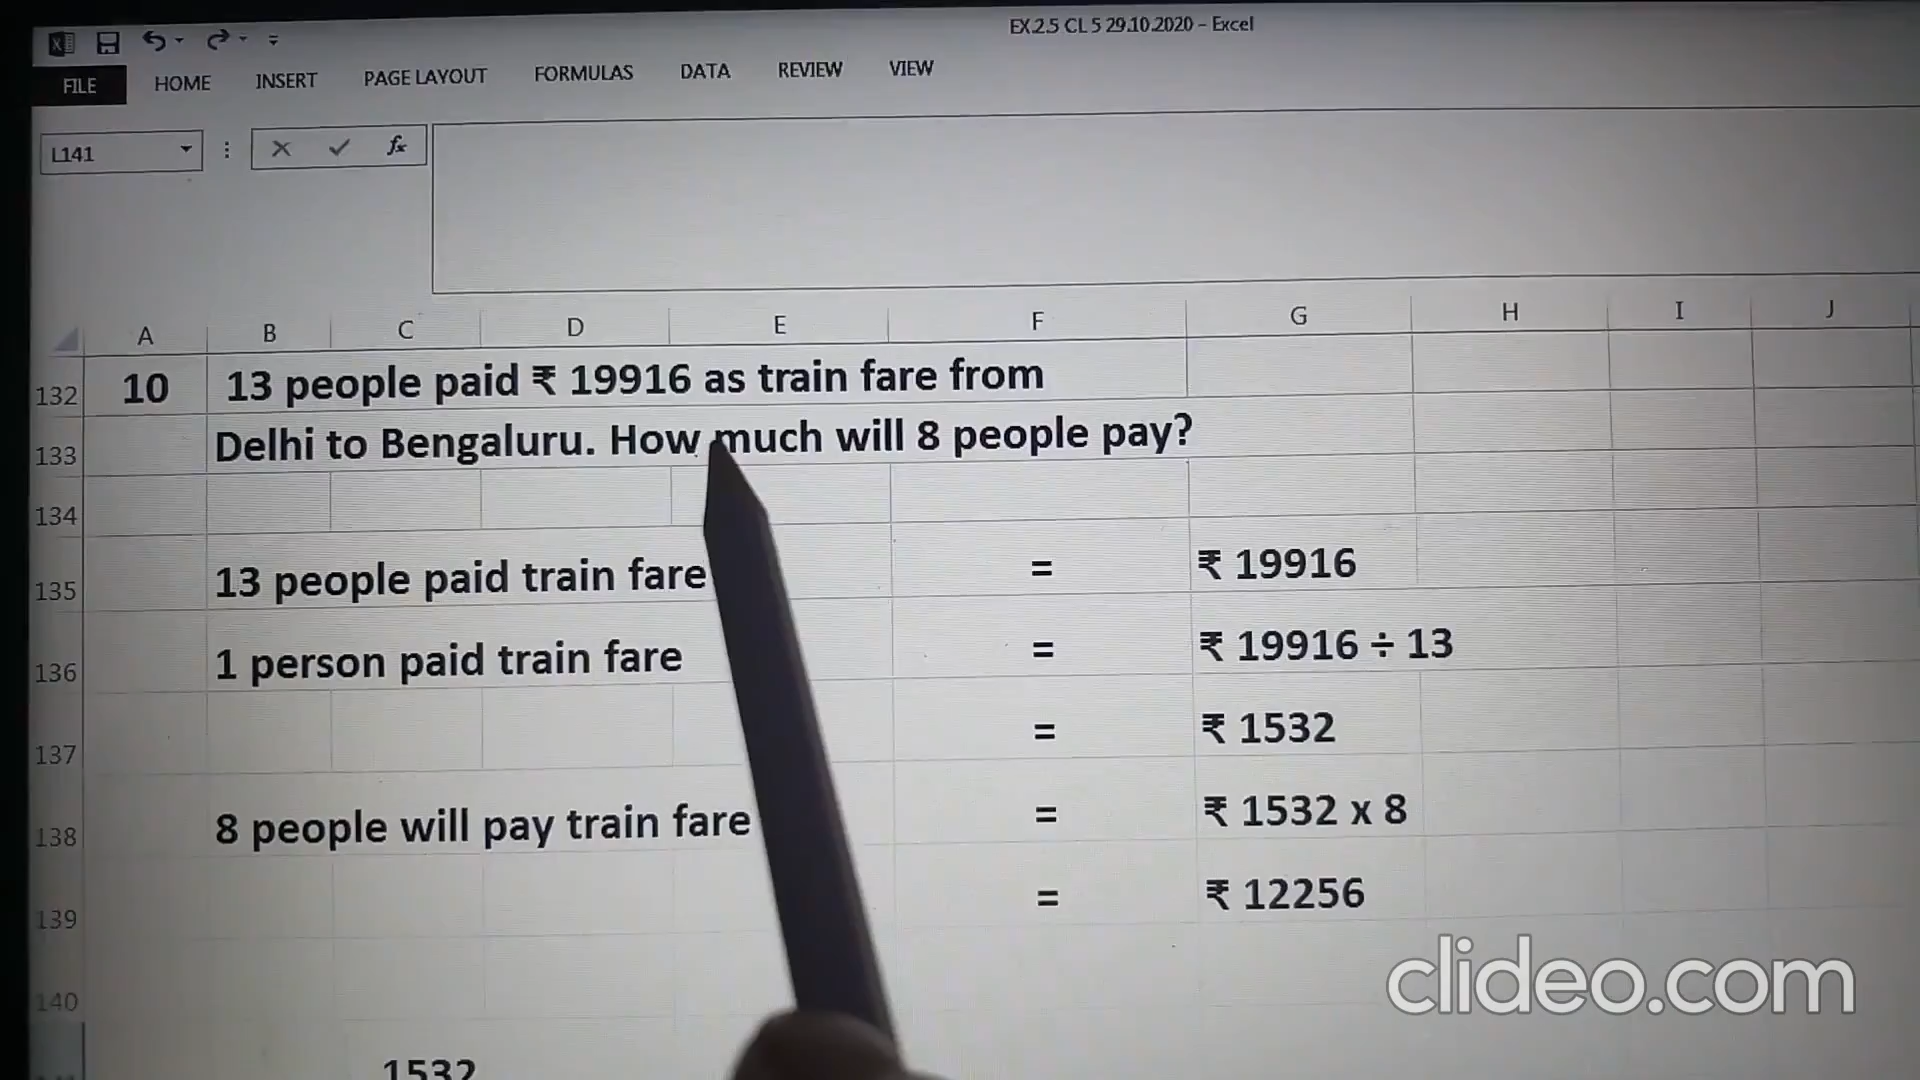 EX.2.5 CL 5 29.10.2020 - Excel
FILE HOME INSERT PAGE LAYOUT FORMULAS DATA REVIEW VIEW
L141 fx
A B C D E F G H I J
132 10 13 people paid ₹ 19916 as train fare from
133 Delhi to Bengaluru. How much will 8 people pay?
134
135 13 people paid train fare = ₹ 19916
136 1 person paid train fare = ₹ 19916 ÷ 13
137 = ₹ 1532
138 8 people will pay train fare = ₹ 1532 x 8
139 = ₹ 12256
140
1532
clideo.com